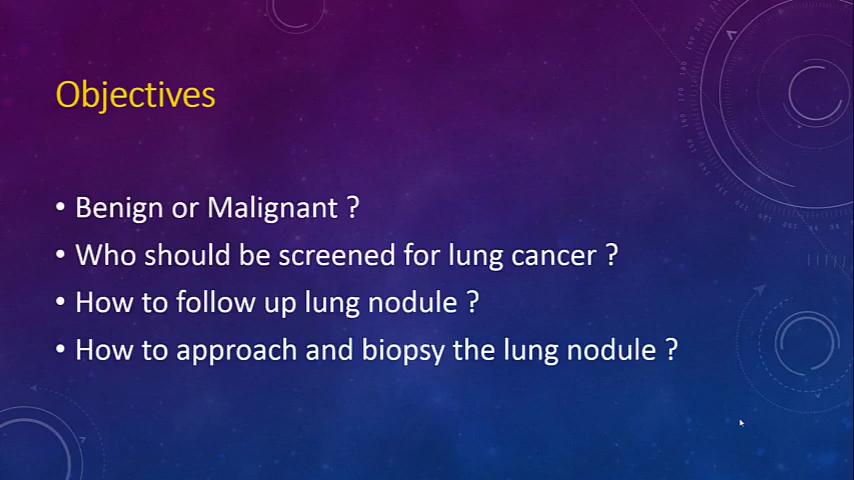 Objectives
• Benign or Malignant ?
• Who should be screened for lung cancer ?
• How to follow up lung nodule ?
• How to approach and biopsy the lung nodule ?